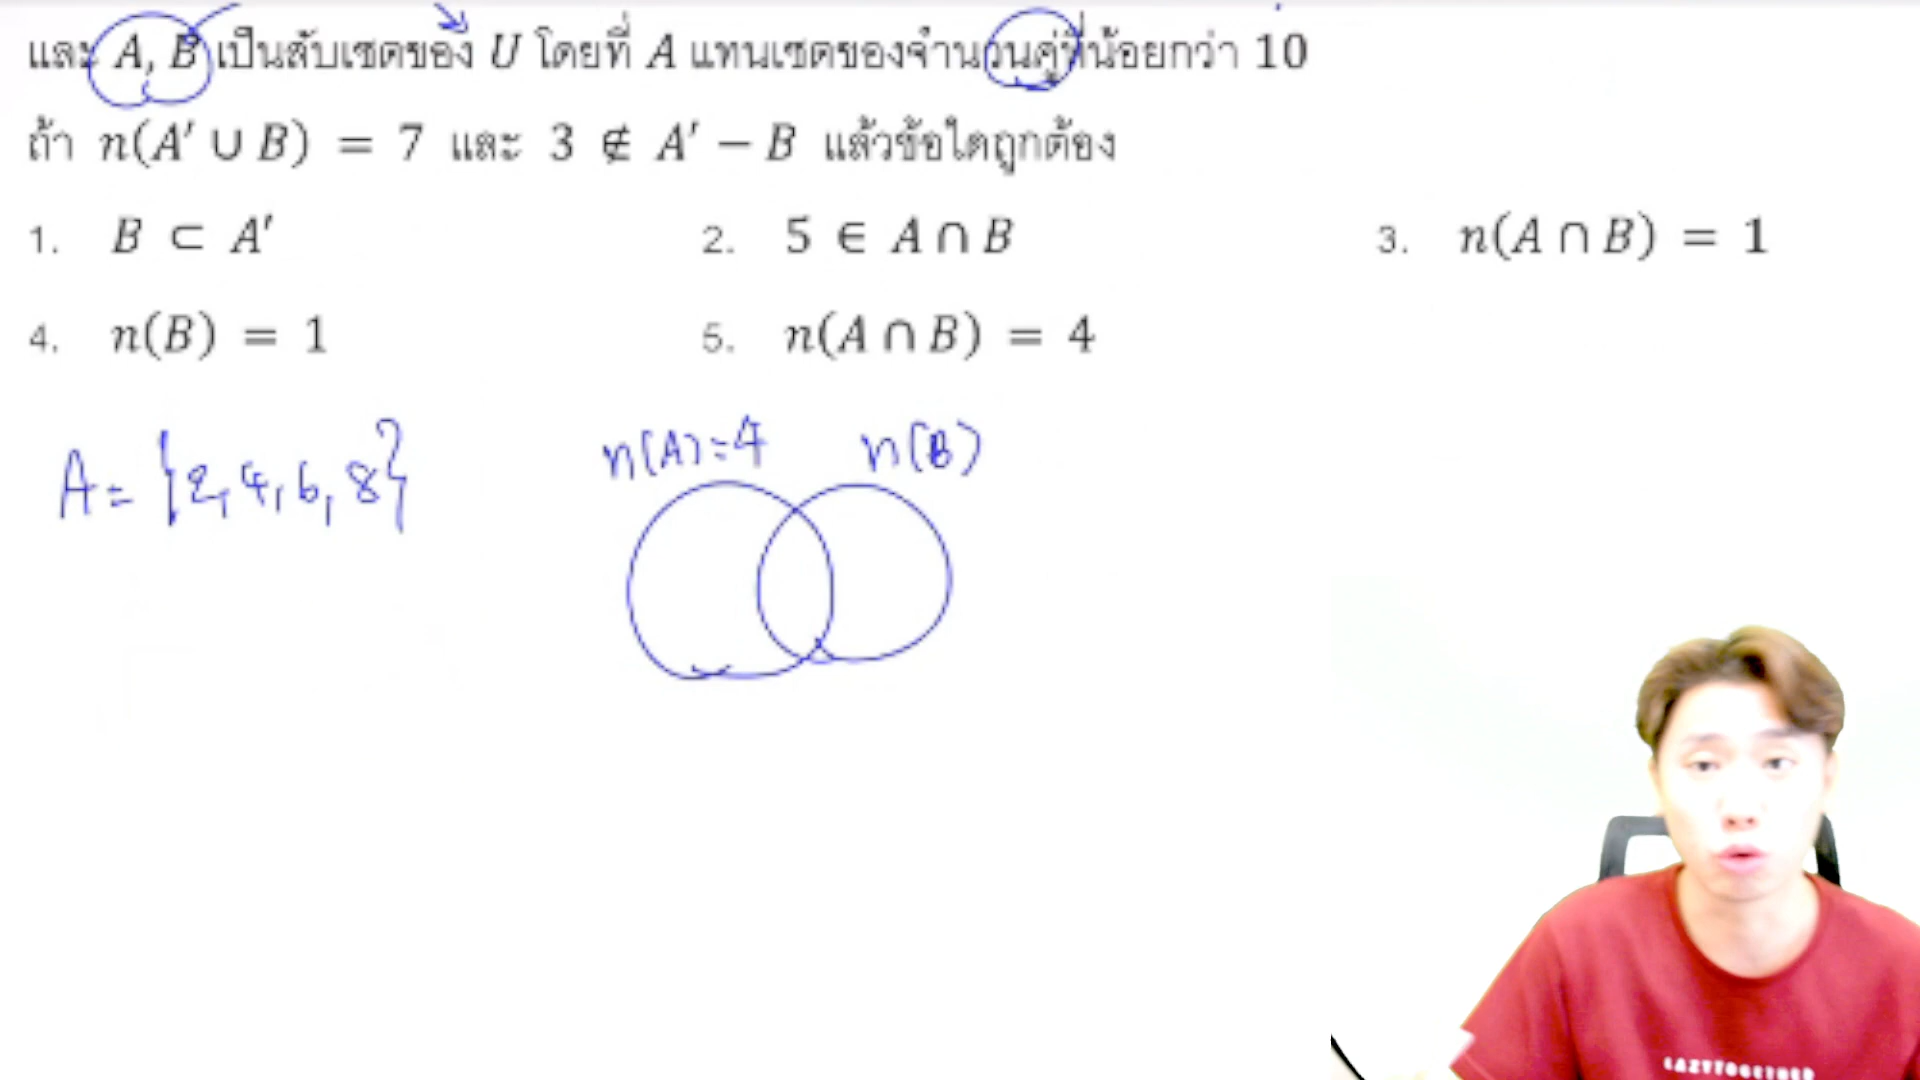 และ A, B เป็นสับเซตของ U โดยที่ A แทนเซตของจำนวนคู่ที่น้อยกว่า 10
ถ้า n(A′ ∪ B) = 7 และ 3 ∉ A′ − B แล้วข้อใดถูกต้อง
1. B ⊂ A′ 2. 5 ∈ A ∩ B 3. n(A ∩ B) = 1
4. n(B) = 1 5. n(A ∩ B) = 4
n(A)=4 n(B)
A = {2, 4, 6, 8}
LAZYTOGETHER